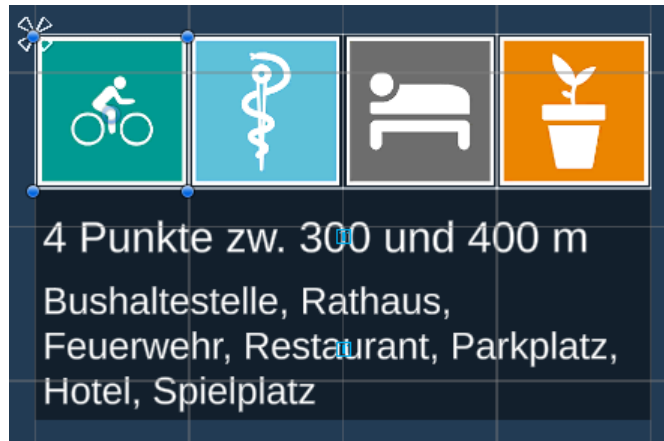 4 Punkte zw. 300 und 400 m
Bushaltestelle, Rathaus,
Feuerwehr, Restaurant, Parkplatz,
Hotel, Spielplatz